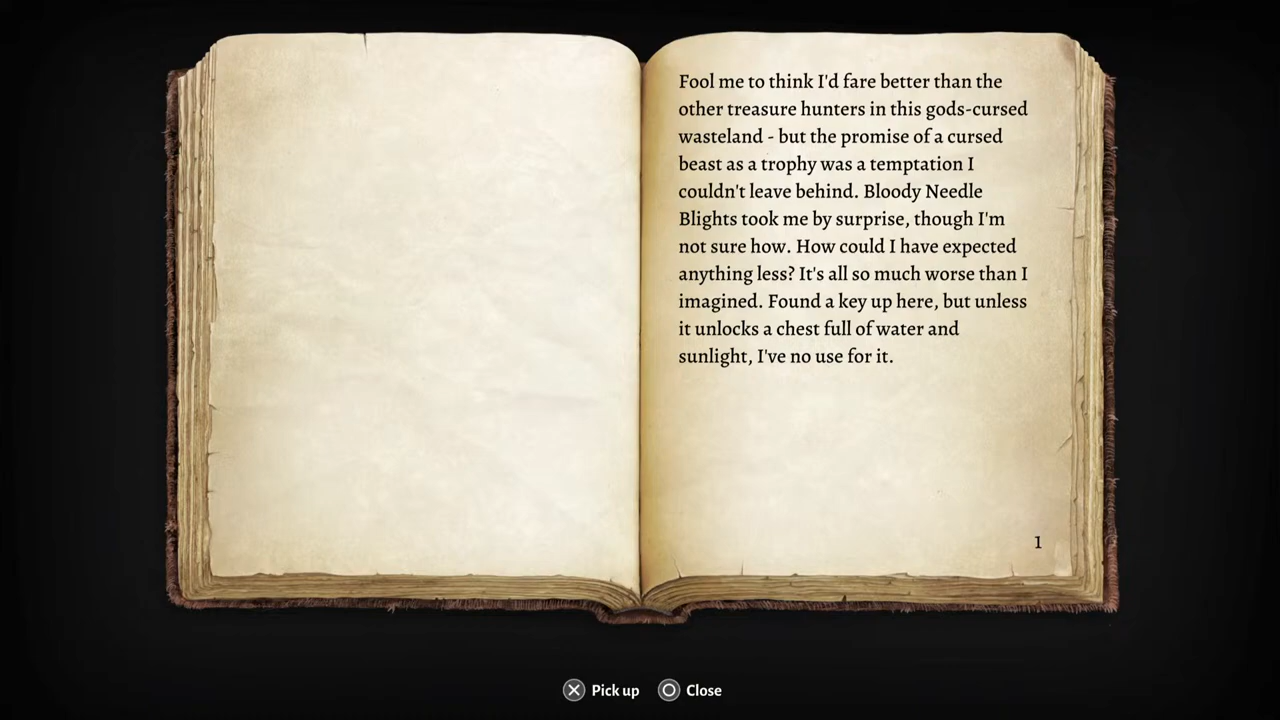 Fool me to think I'd fare better than the
other treasure hunters in this gods-cursed
wasteland - but the promise of a cursed
beast as a trophy was a temptation I
couldn't leave behind. Bloody Needle
Blights took me by surprise, though I'm
not sure how. How could I have expected
anything less? It's all so much worse than I
imagined. Found a key up here, but unless
it unlocks a chest full of water and
sunlight, I've no use for it.
1
Pick up Close